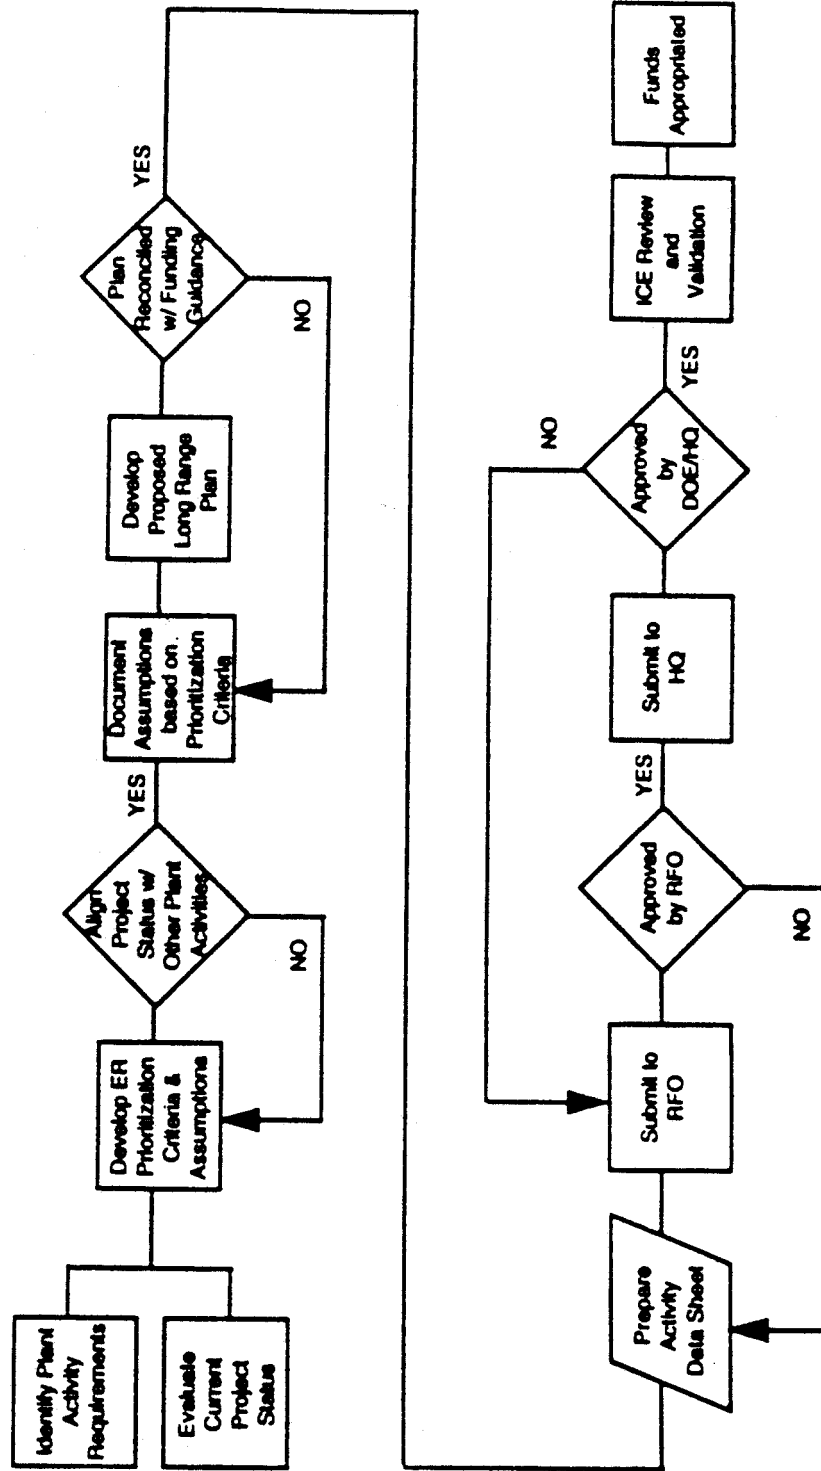 Identify Plant
Activity
Requirements
Evaluate
Current
Project
Status
Develop ER
Prioritization
Criteria &
Assumptions
Align
Project
Status w/
Other Plant
Activities
NO
YES
Document
Assumptions
based on
Prioritization
Criteria
Develop
Proposed
Long Range
Plan
Plan
Reconciled
w/ Funding
Guidance
NO
YES
Prepare
Activity
Data Sheet
Submit to
RFO
Approved
by RFO
NO
YES
Submit to
HQ
Approved
by
DOE/HQ
NO
YES
ICE Review
and
Validation
Funds
Appropriated